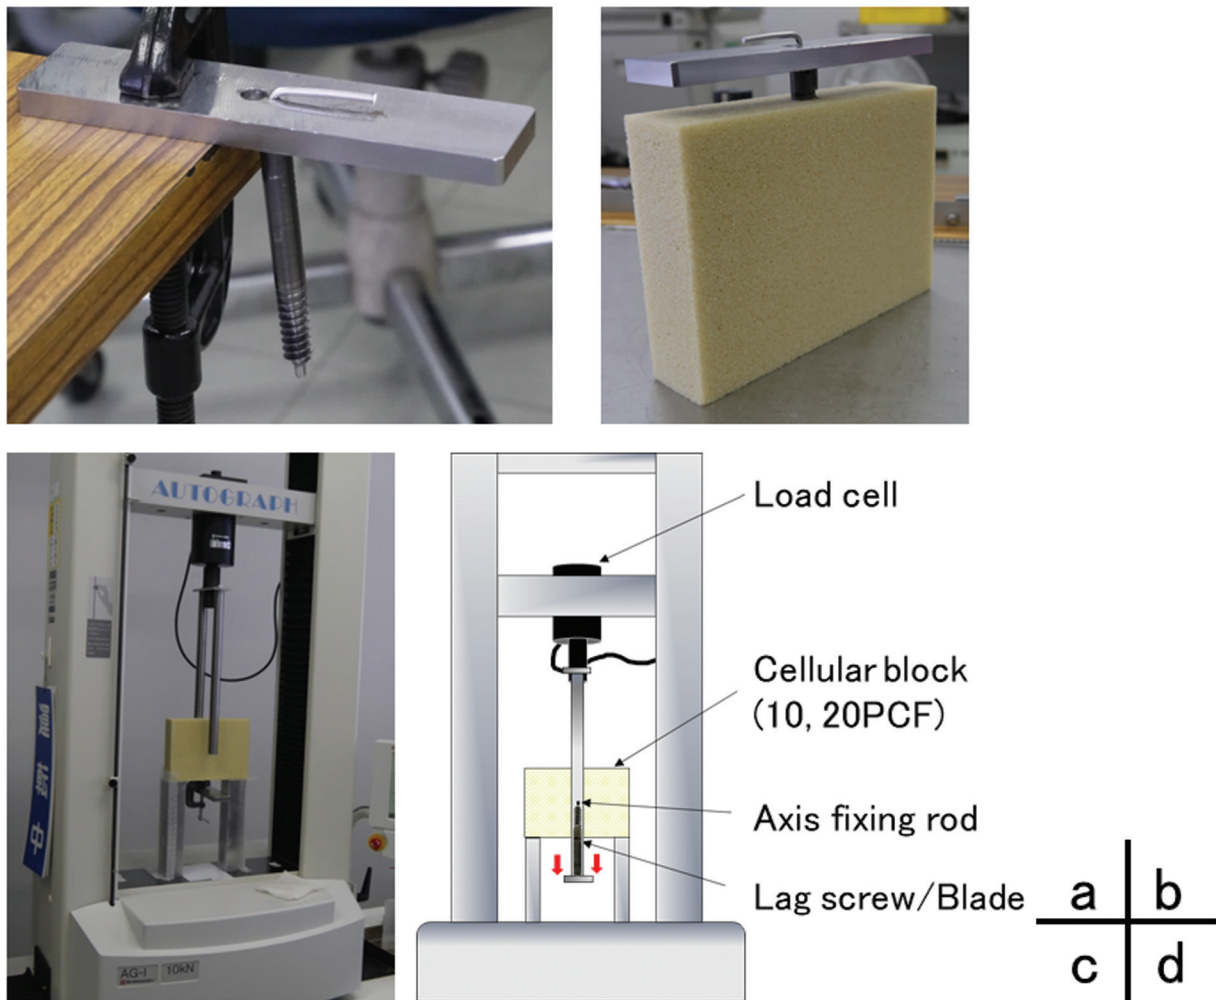 AUTOGRAPH
AG-I 10kN
Load cell
Cellular block
(10, 20PCF)
Axis fixing rod
Lag screw/Blade
a b
c d